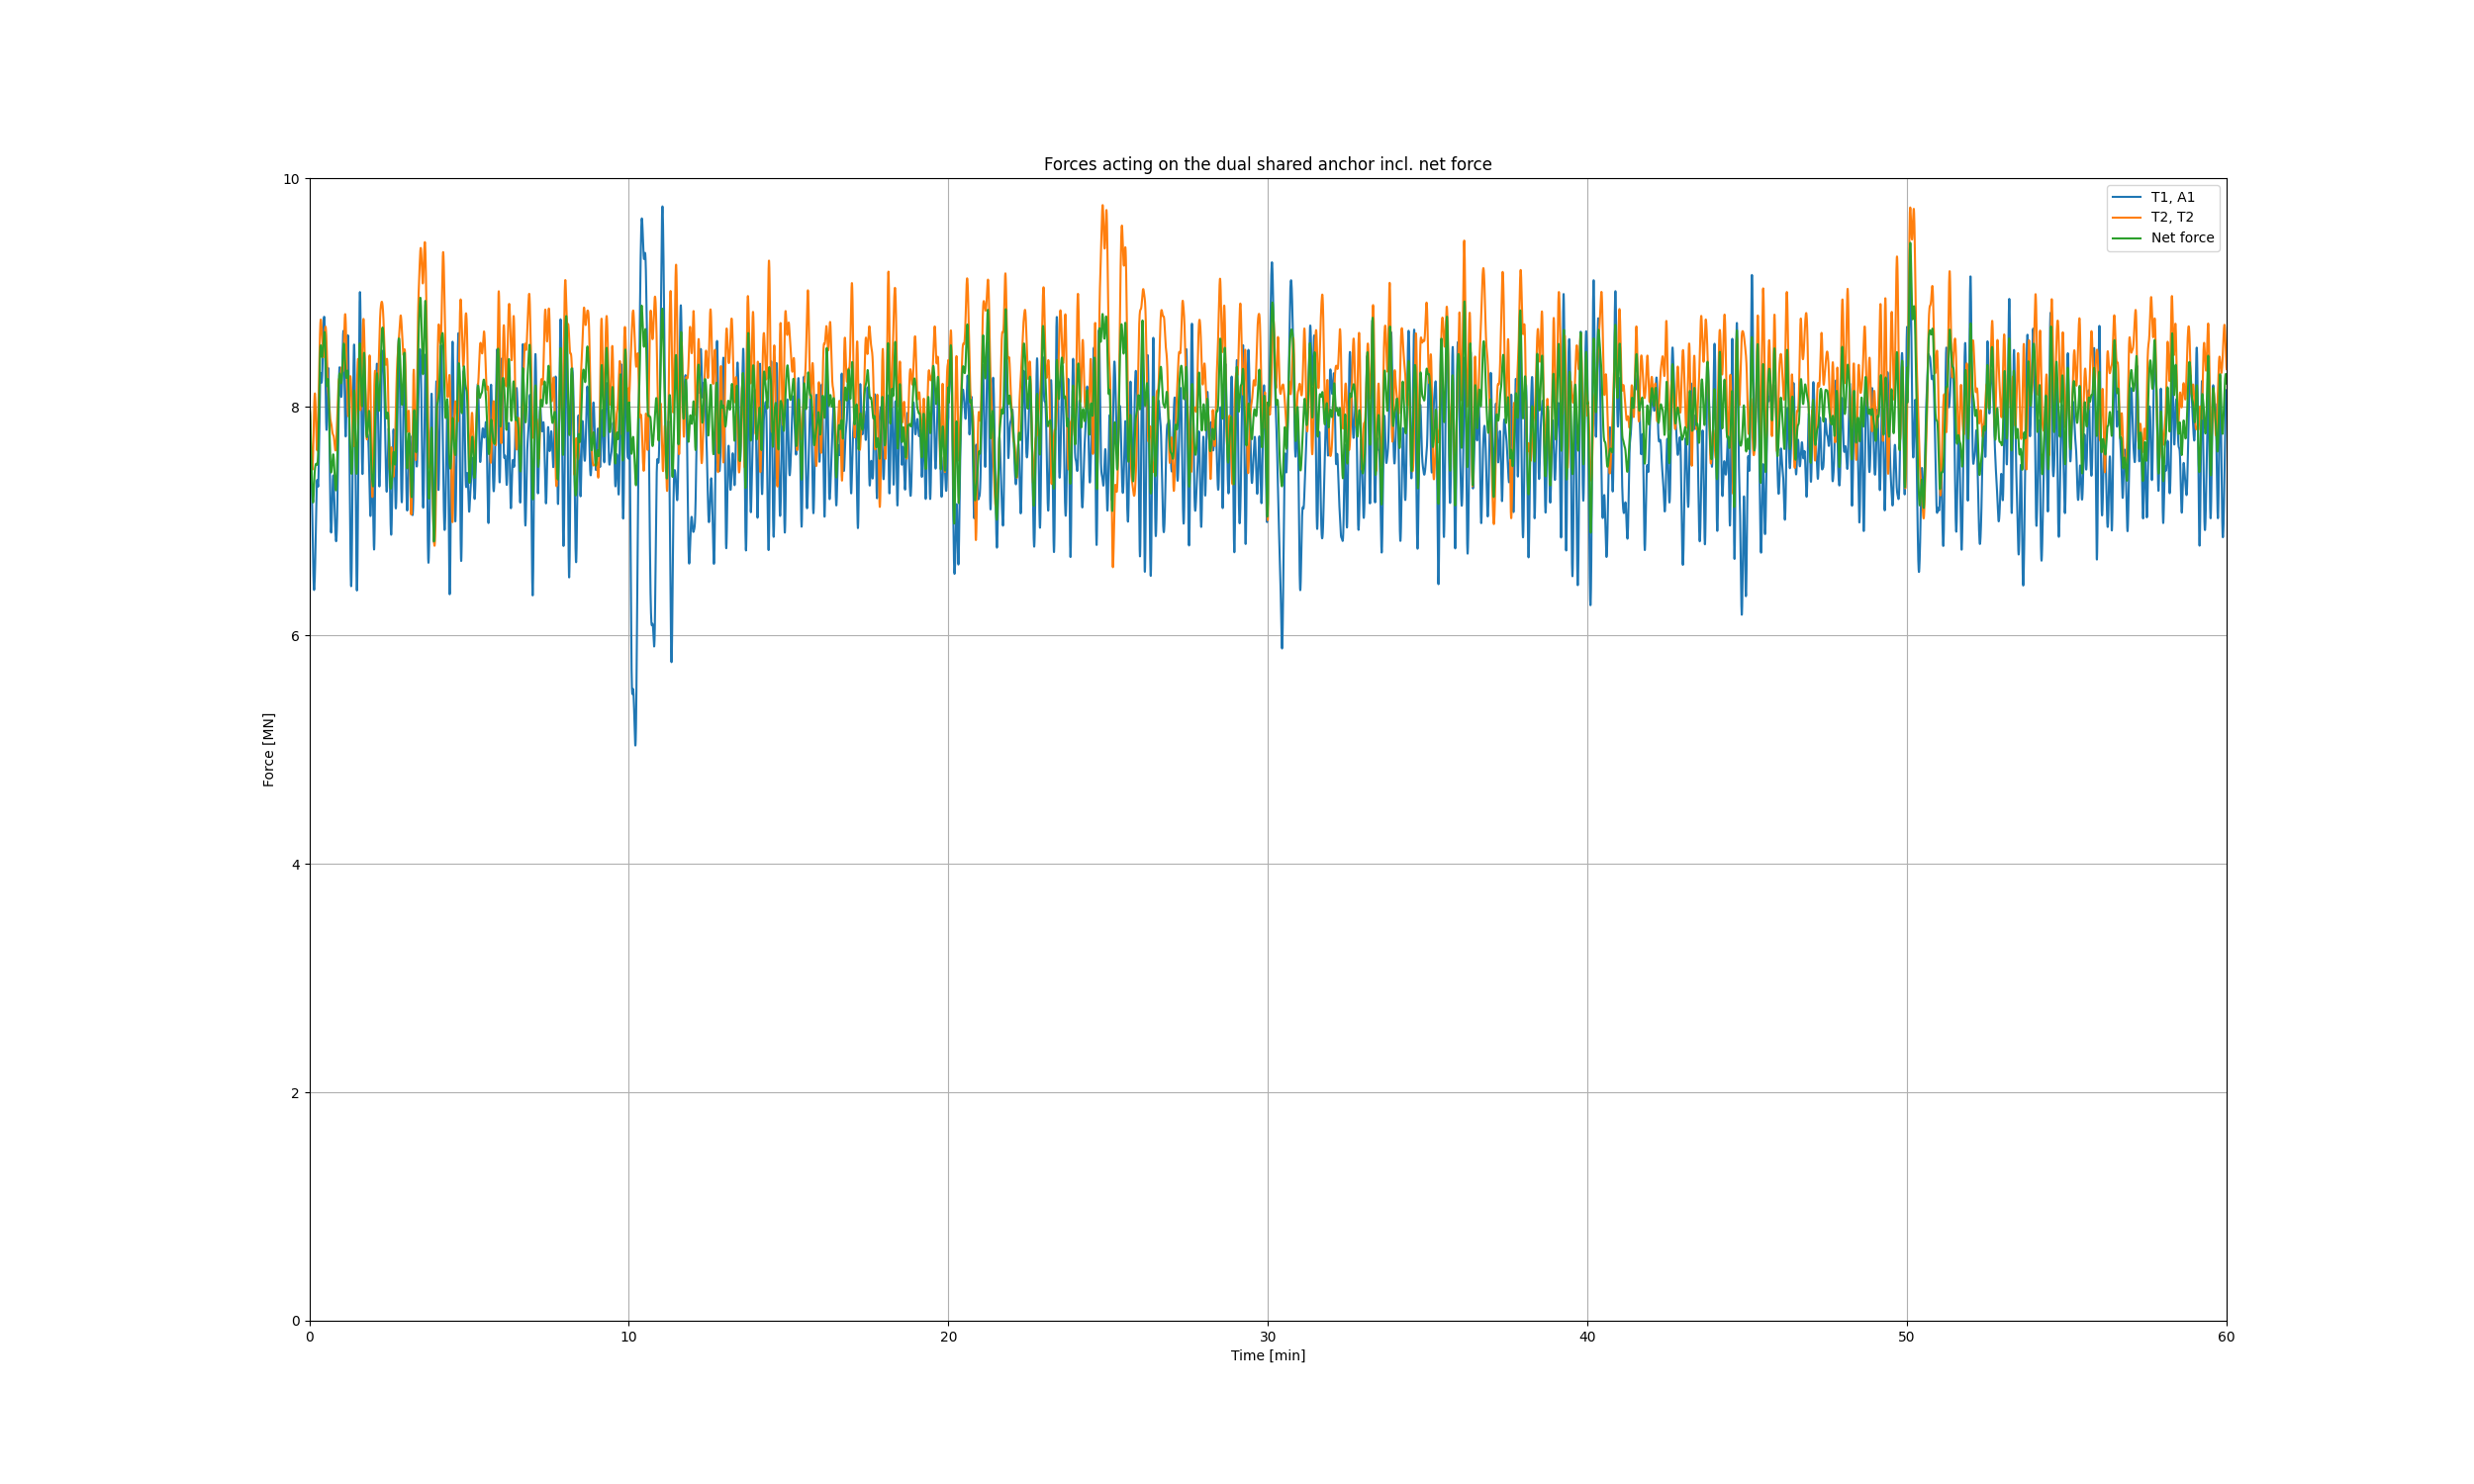 Forces acting on the dual shared anchor incl. net force
10
8
6
4
2
0
Force [MN]
T1, A1
T2, T2
Net force
0 10 20 30 40 50 60
Time [min]